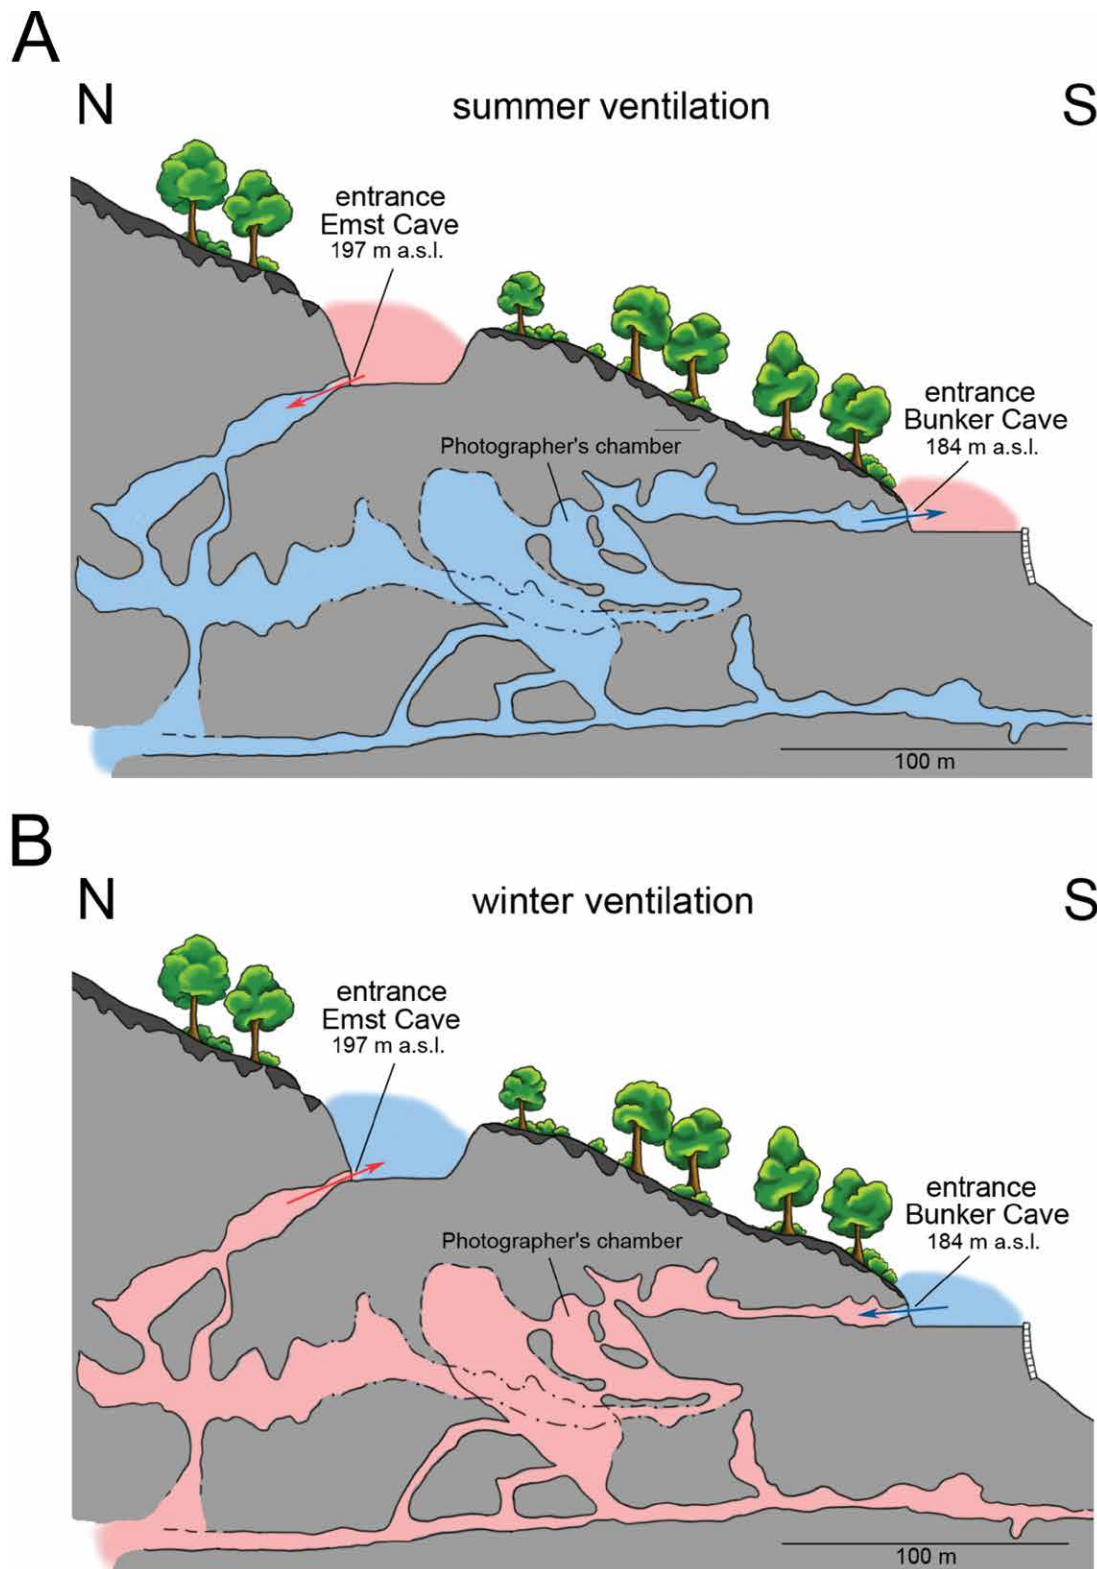 A
N
summer ventilation
S
entrance
Emst Cave
197 m a.s.l.
entrance
Bunker Cave
184 m a.s.l.
Photographer's chamber
100 m
B
N
winter ventilation
S
entrance
Emst Cave
197 m a.s.l.
entrance
Bunker Cave
184 m a.s.l.
Photographer's chamber
100 m